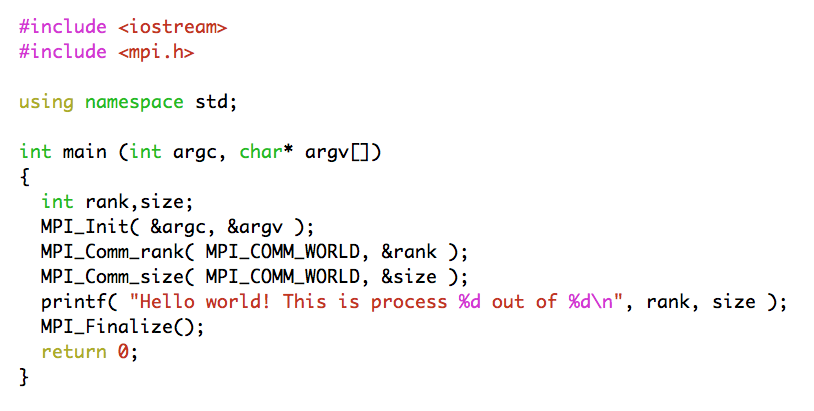 #include <iostream>
#include <mpi.h>

using namespace std;

int main (int argc, char* argv[])
{
  int rank,size;
  MPI_Init( &argc, &argv );
  MPI_Comm_rank( MPI_COMM_WORLD, &rank );
  MPI_Comm_size( MPI_COMM_WORLD, &size );
  printf( "Hello world! This is process %d out of %d\n", rank, size );
  MPI_Finalize();
  return 0;
}